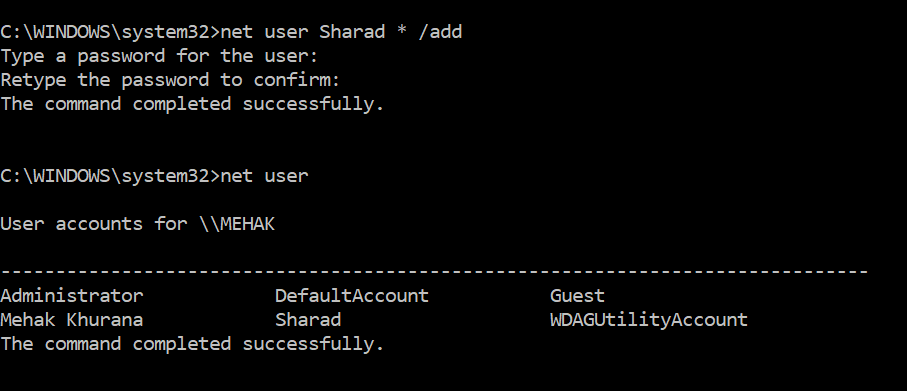 C:\WINDOWS\system32>net user Sharad * /add
Type a password for the user:
Retype the password to confirm:
The command completed successfully.
C:\WINDOWS\system32>net user
User accounts for \\MEHAK
-------------------------------------------------------------------------------
Administrator            DefaultAccount           Guest
Mehak Khurana            Sharad                   WDAGUtilityAccount
The command completed successfully.